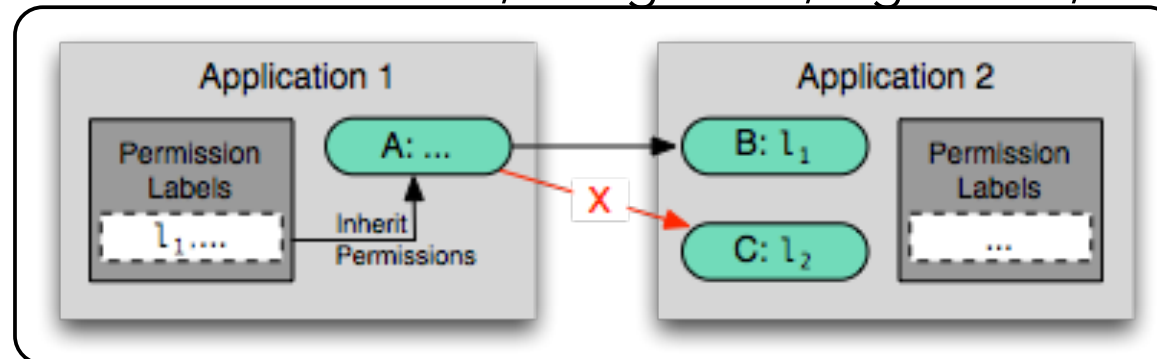 Application 1
Permission
Labels
l₁....
A: ...
Inherit
Permissions
X
Application 2
B: l₁
C: l₂
Permission
Labels
...